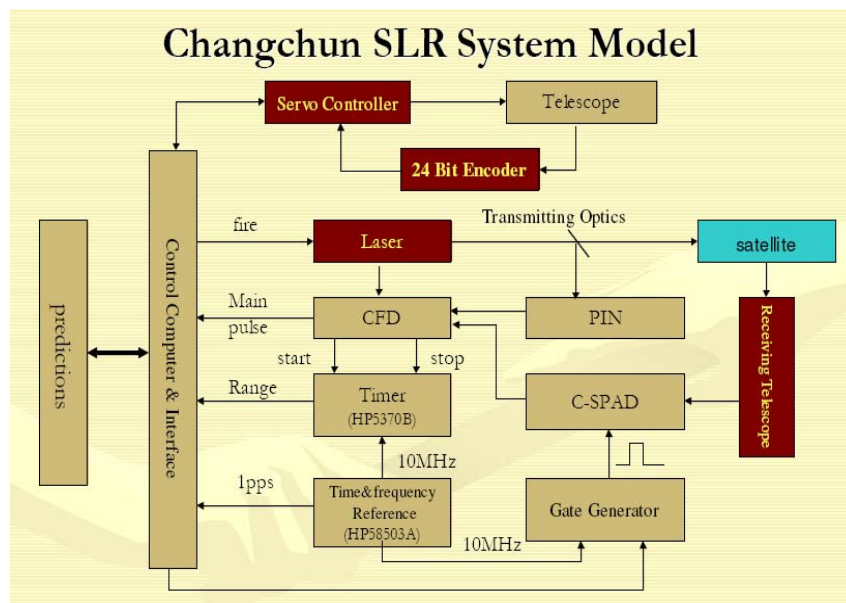 Changchun SLR System Model
Servo Controller
Telescope
24 Bit Encoder
Transmitting Optics
fire
Laser
satellite
predictions
Control Computer & Interface
Main
pulse
CFD
PIN
Receiving Telescope
start
stop
Range
Timer
(HP5370B)
C-SPAD
10MHz
1pps
Time&frequency
Reference
(HP58503A)
Gate Generator
10MHz